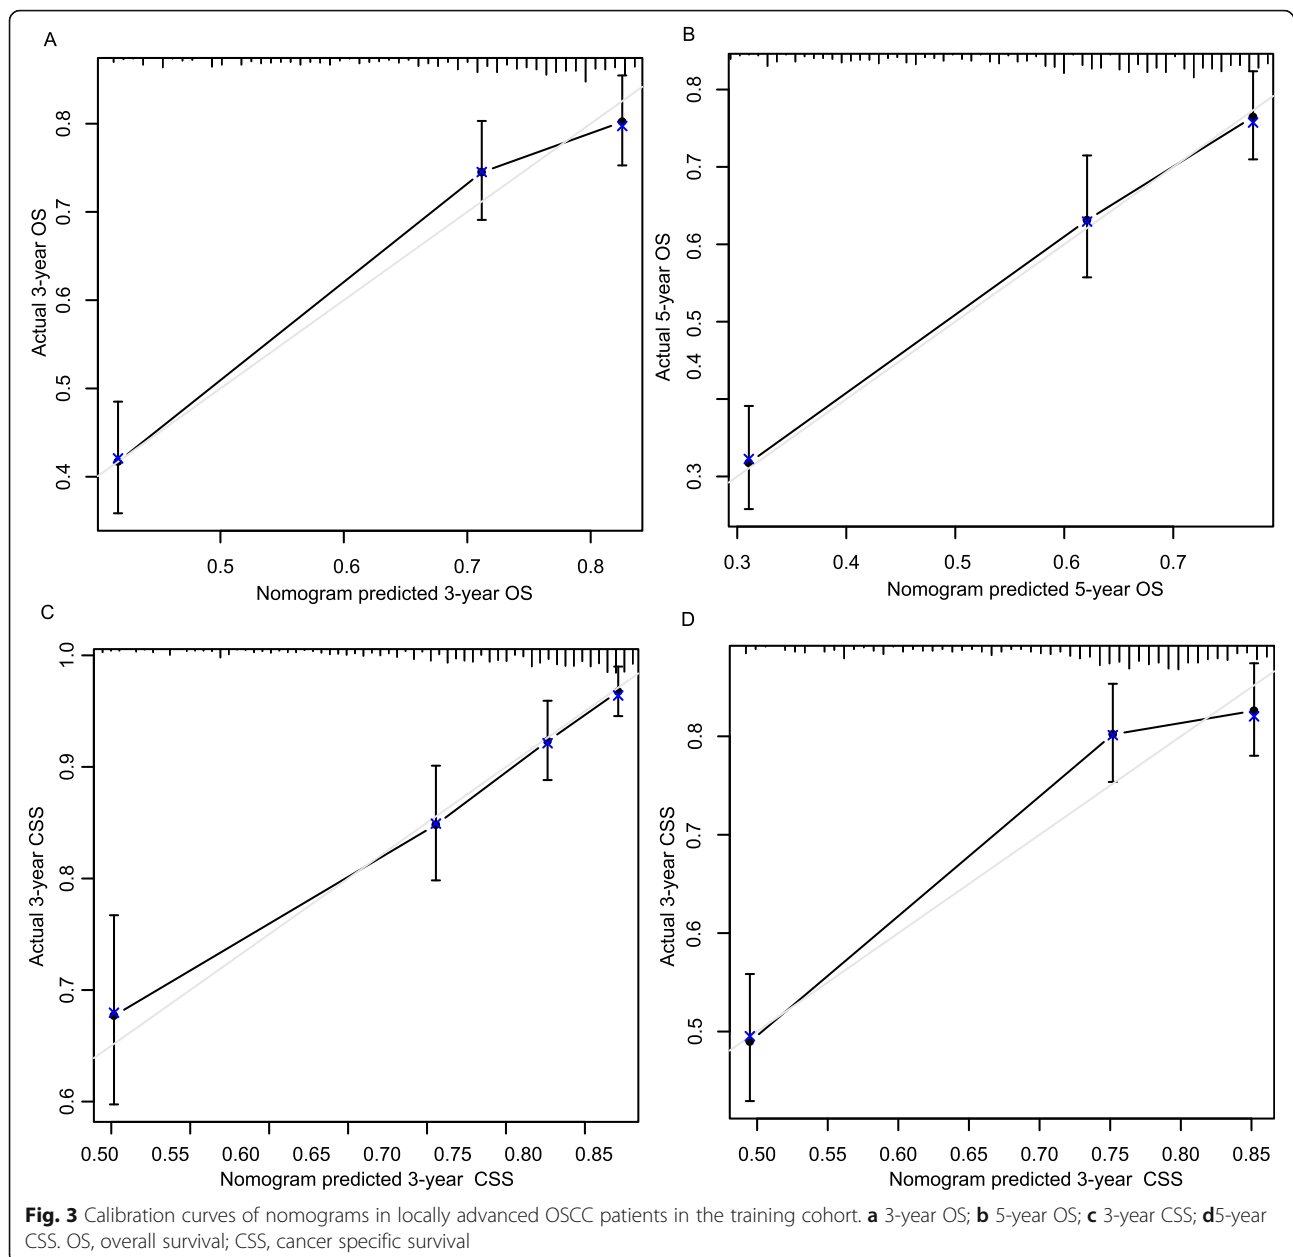 A
0.8
0.7
0.6
0.5
0.4
Actual 3-year OS
0.5 0.6 0.7 0.8
Nomogram predicted 3-year OS
B
0.8
0.7
0.6
0.5
0.4
0.3
Actual 5-year OS
0.3 0.4 0.5 0.6 0.7
Nomogram predicted 5-year OS
C
1.0
0.9
0.8
0.7
0.6
Actual 3-year CSS
0.50 0.55 0.60 0.65 0.70 0.75 0.80 0.85
Nomogram predicted 3-year CSS
D
0.8
0.7
0.6
0.5
Actual 3-year CSS
0.50 0.55 0.60 0.65 0.70 0.75 0.80 0.85
Nomogram predicted 3-year CSS
Fig. 3 Calibration curves of nomograms in locally advanced OSCC patients in the training cohort. a 3-year OS; b 5-year OS; c 3-year CSS; d5-year
CSS. OS, overall survival; CSS, cancer specific survival